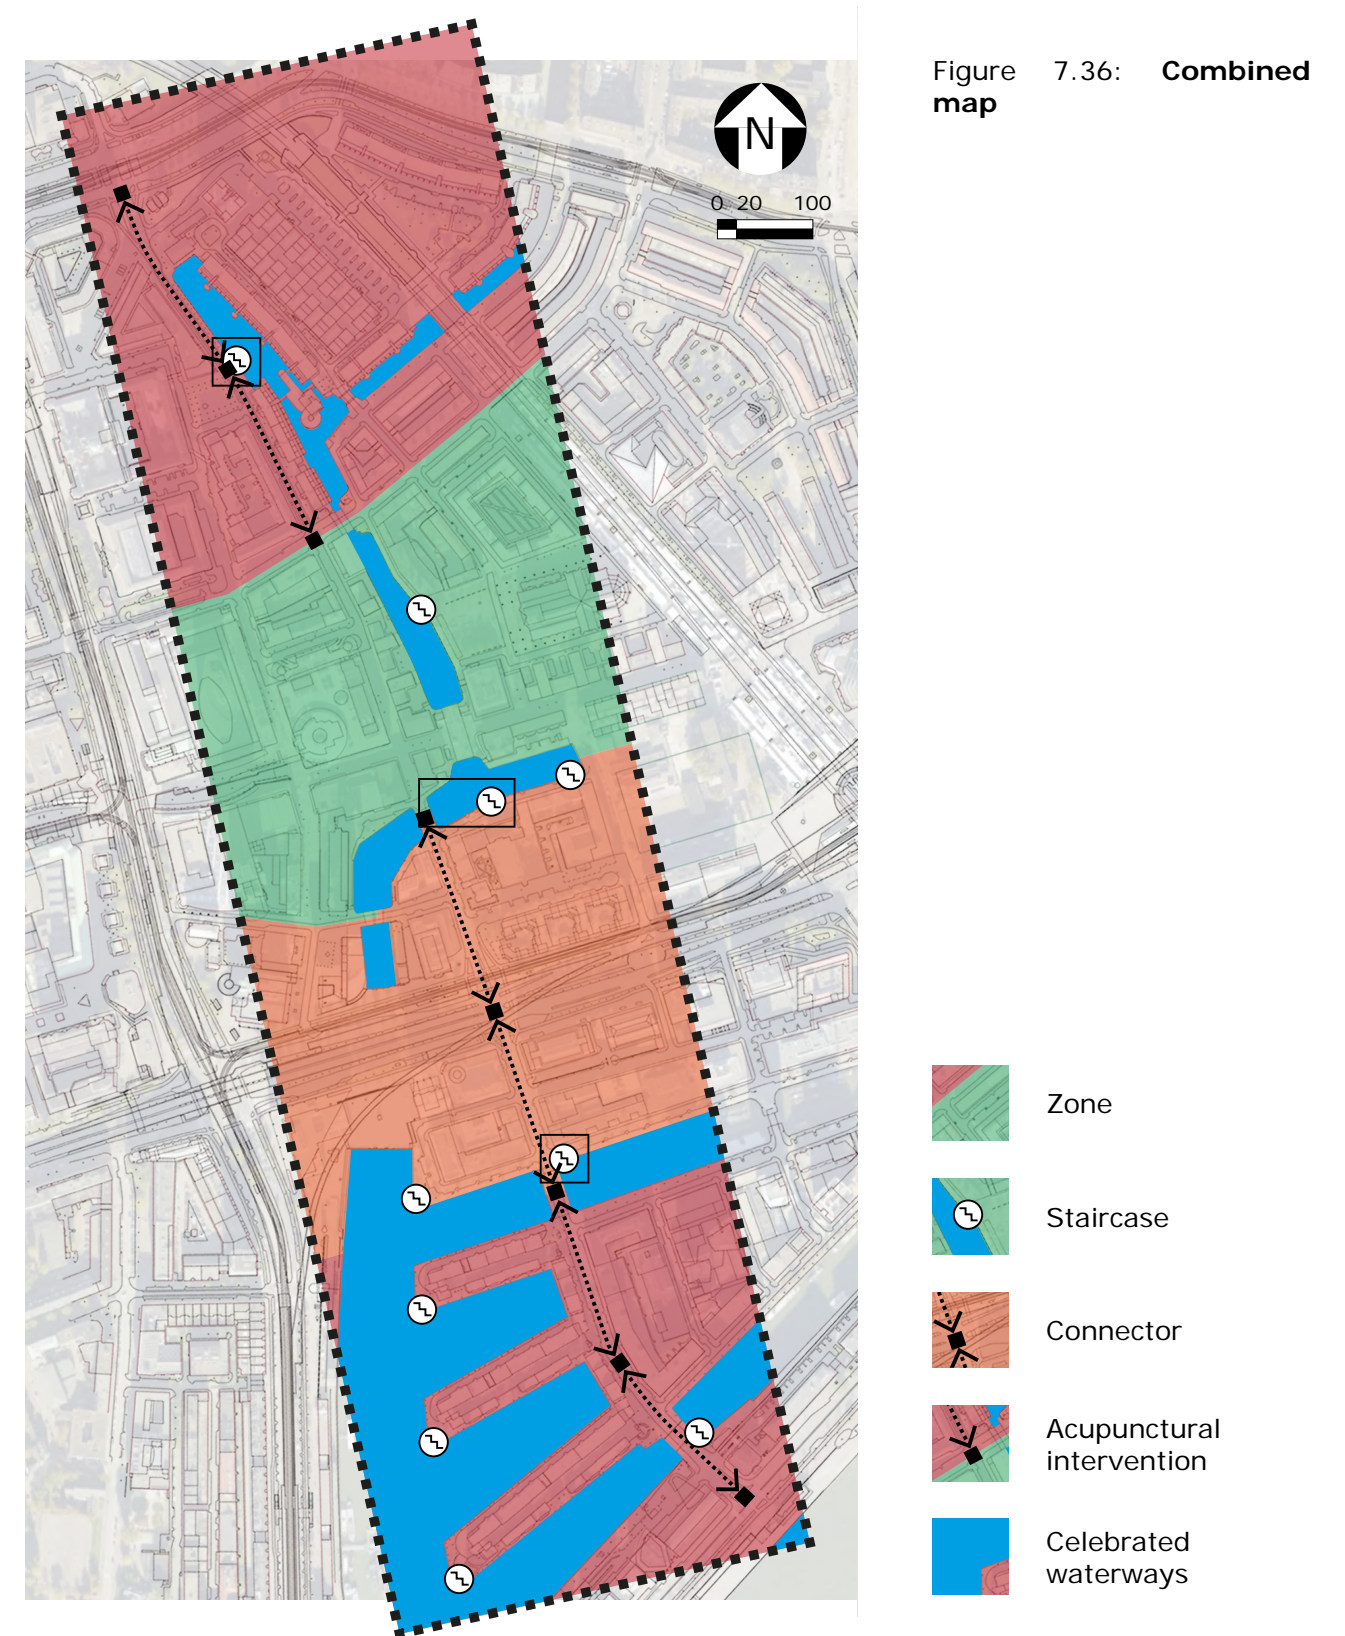 Figure 7.36: Combined
map
N
0 20 100
Zone
Staircase
Connector
Acupunctural
intervention
Celebrated
waterways